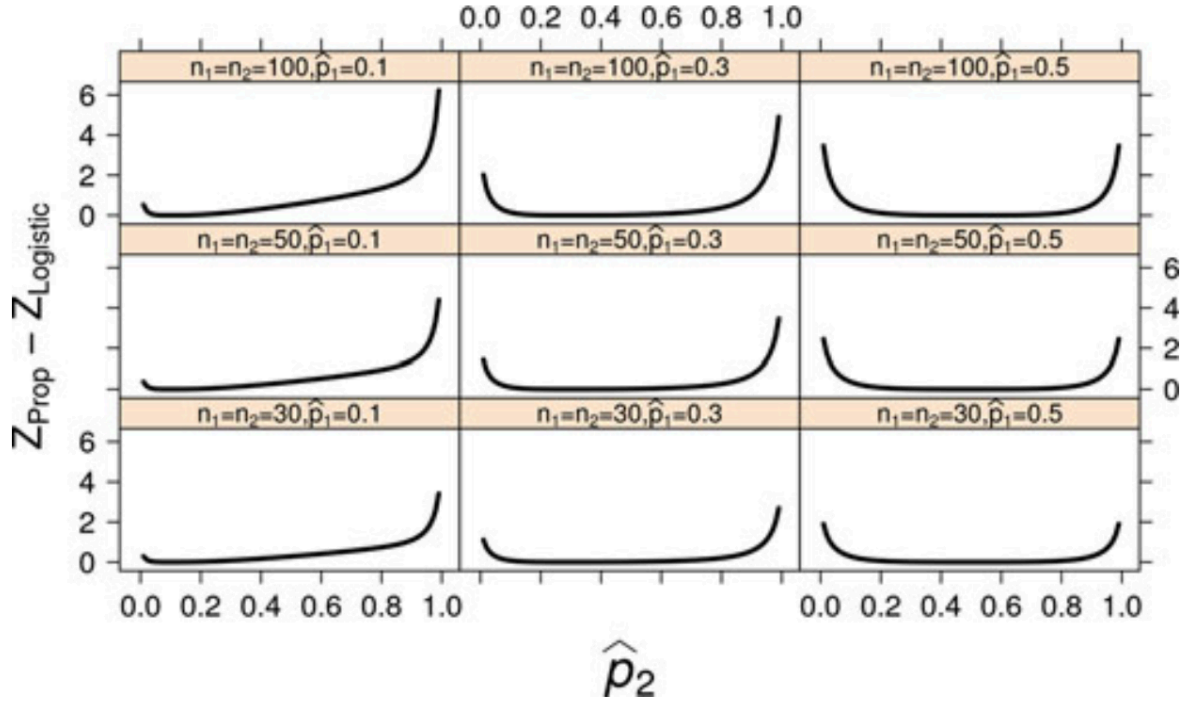 0.0 0.2 0.4 0.6 0.8 1.0
n₁=n₂=100,p̂₁=0.1 n₁=n₂=100,p̂₁=0.3 n₁=n₂=100,p̂₁=0.5
6
4
2
0
n₁=n₂=50,p̂₁=0.1 n₁=n₂=50,p̂₁=0.3 n₁=n₂=50,p̂₁=0.5
6
4
2
0
n₁=n₂=30,p̂₁=0.1 n₁=n₂=30,p̂₁=0.3 n₁=n₂=30,p̂₁=0.5
6
4
2
0
0.0 0.2 0.4 0.6 0.8 1.0 0.0 0.2 0.4 0.6 0.8 1.0
Z_Prop − Z_Logistic
p̂₂